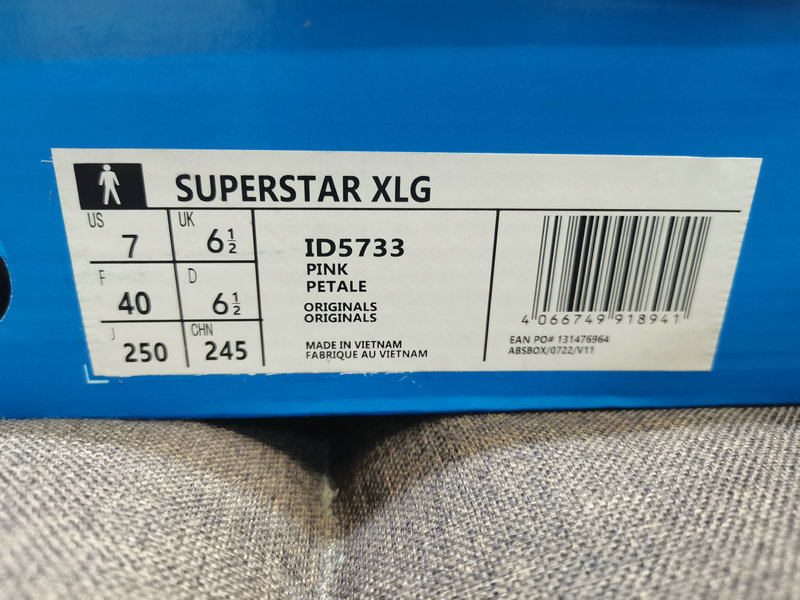 SUPERSTAR XLG
US 7 UK 6½
F 40 D 6½
J 250 CHN 245
ID5733
PINK
PETALE
ORIGINALS
ORIGINALS
MADE IN VIETNAM
FABRIQUE AU VIETNAM
4 066749 918941
EAN PO# 131476964
ABSBOX/0722/V11